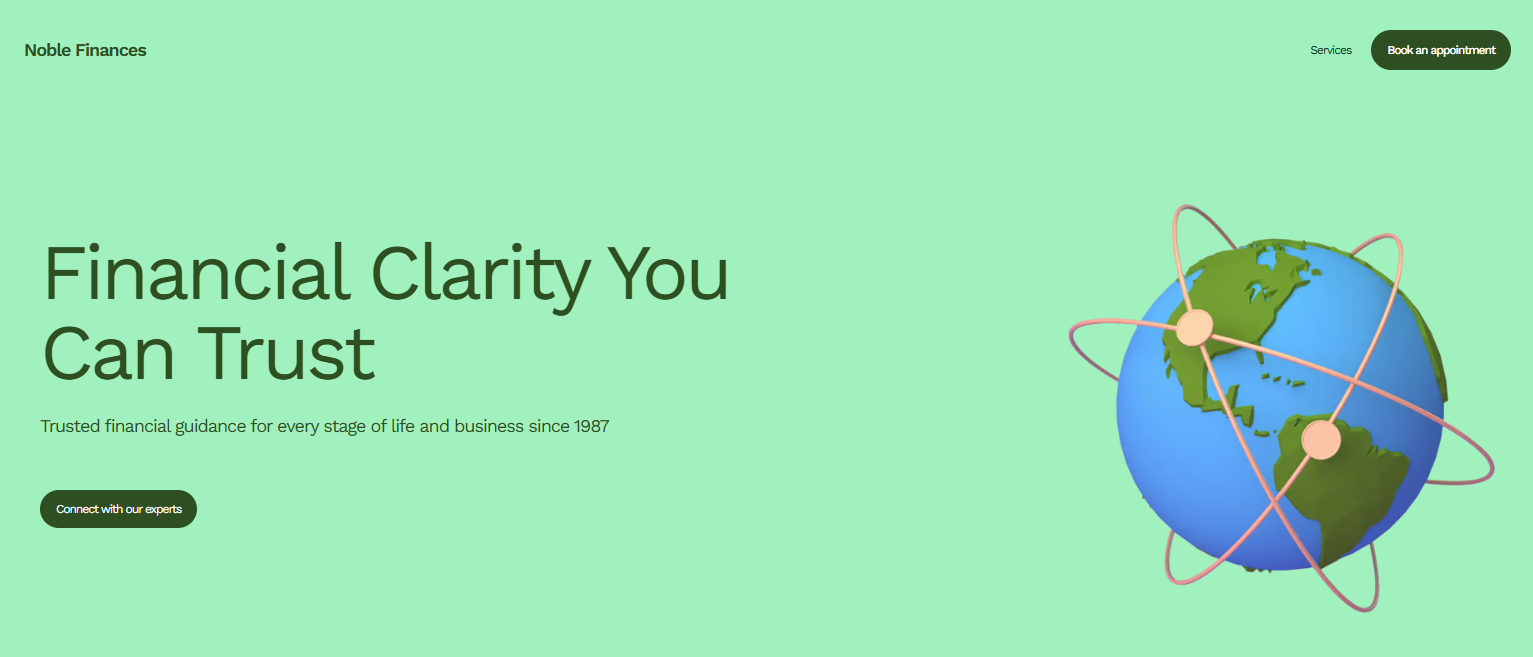 Noble Finances
Services
Book an appointment
Financial Clarity You
Can Trust
Trusted financial guidance for every stage of life and business since 1987
Connect with our experts